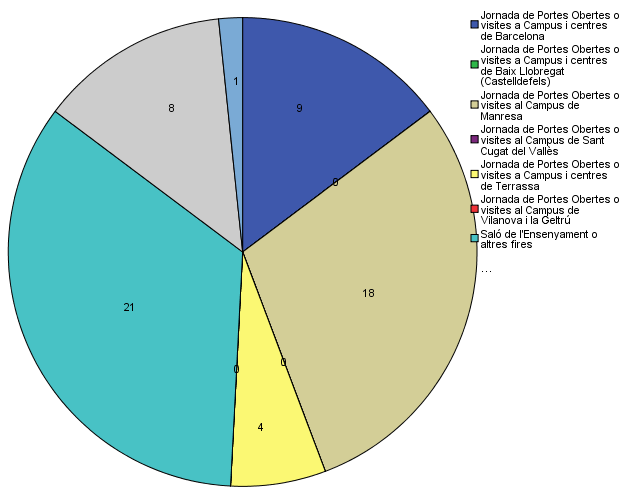 Jornada de Portes Obertes o
visites a Campus i centres
de Barcelona
Jornada de Portes Obertes o
visites a Campus i centres
de Baix Llobregat
(Castelldefels)
Jornada de Portes Obertes o
visites al Campus de
Manresa
Jornada de Portes Obertes o
visites al Campus de Sant
Cugat del Vallès
Jornada de Portes Obertes o
visites a Campus i centres
de Terrassa
Jornada de Portes Obertes o
visites al Campus de
Vilanova i la Geltrú
Saló de l'Ensenyament o
altres fires
...
1
8
9
0
18
21
0
0
4